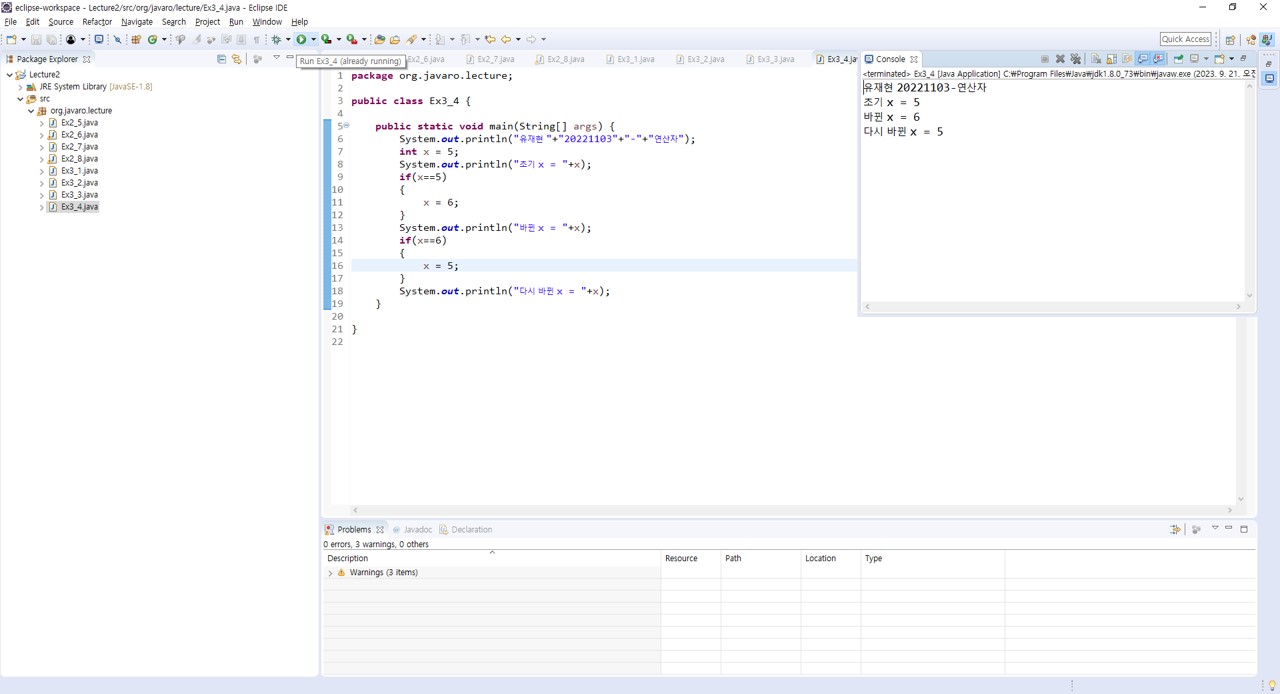 eclipse-workspace - Lecture2/src/org/javaro/lecture/Ex3_4.java - Eclipse IDE
File Edit Source Refactor Navigate Search Project Run Window Help
Quick Access
Package Explorer
Run Ex3_4 (already running)
Ex2_6.java Ex2_7.java Ex2_8.java Ex3_1.java Ex3_2.java Ex3_3.java Ex3_4.ja
Lecture2
JRE System Library [JavaSE-1.8]
src
org.javaro.lecture
Ex2_5.java
Ex2_6.java
Ex2_7.java
Ex2_8.java
Ex3_1.java
Ex3_2.java
Ex3_3.java
Ex3_4.java
1 package org.javaro.lecture;
2
3 public class Ex3_4 {
4
5 public static void main(String[] args) {
6 System.out.println("유재현 "+"20221103"+"-"+"연산자");
7 int x = 5;
8 System.out.println("조기 x = "+x);
9 if(x==5)
10 {
11 x = 6;
12 }
13 System.out.println("바뀐 x = "+x);
14 if(x==6)
15 {
16 x = 5;
17 }
18 System.out.println("다시 바뀐 x = "+x);
19 }
20
21 }
22
Console
<terminated> Ex3_4 [Java Application] C:₩Program Files₩Java₩jdk1.8.0_73₩bin₩javaw.exe (2023. 9. 21. 오전
유재현 20221103-연산자
초기 x = 5
바뀐 x = 6
다시 바뀐 x = 5
Problems Javadoc Declaration
0 errors, 3 warnings, 0 others
Description Resource Path Location Type
Warnings (3 items)